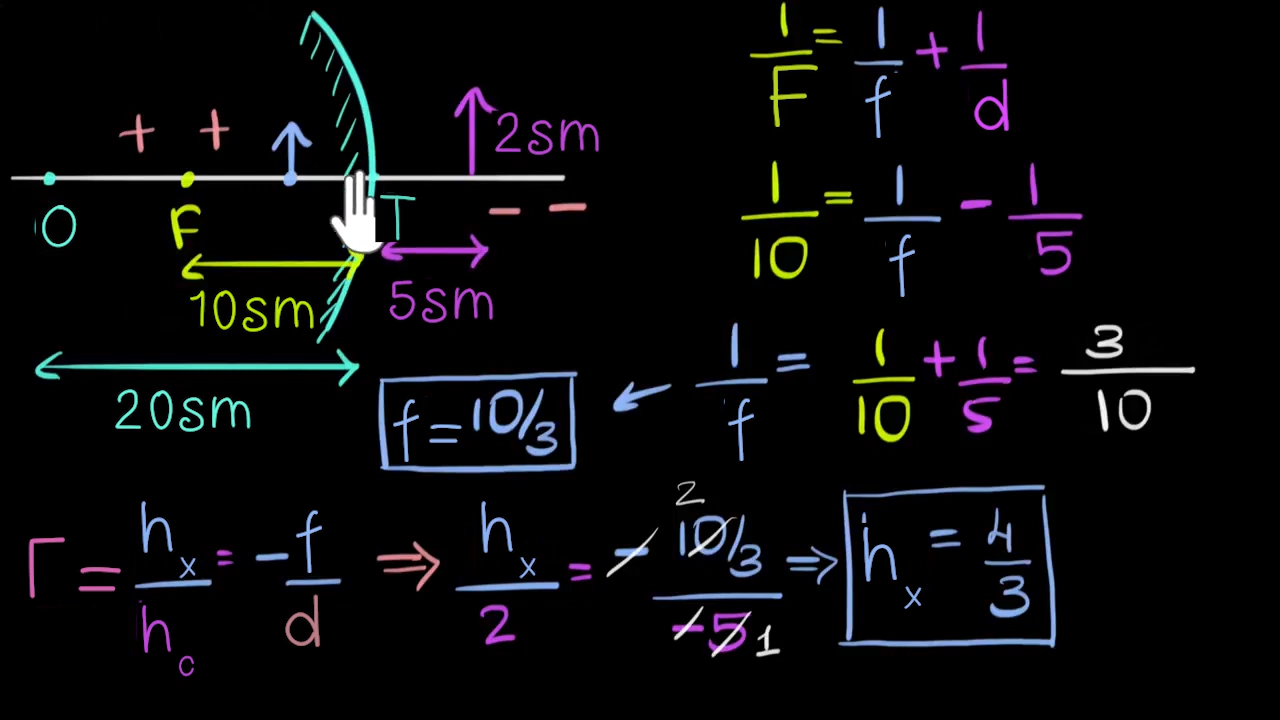 + +
2sm
O F T
- -
10sm 5sm
20sm
1/F = 1/f + 1/d
1/10 = 1/f - 1/5
1/f = 1/10 + 1/5 = 3/10
f = 10/3
Γ = hx/hc = -f/d ⇒ hx/2 = - 10/3 / -5 ⇒ hx = 4/3
2
1